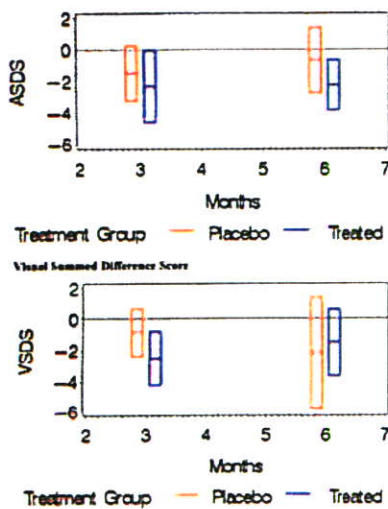 2
0
ASDS
−2
−4
−6
2 3 4 5 6 7
Months
Treatment Group Placebo Treated
Visual Summed Difference Score
2
0
VSDS
−2
−4
−6
2 3 4 5 6 7
Months
Treatment Group Placebo Treated